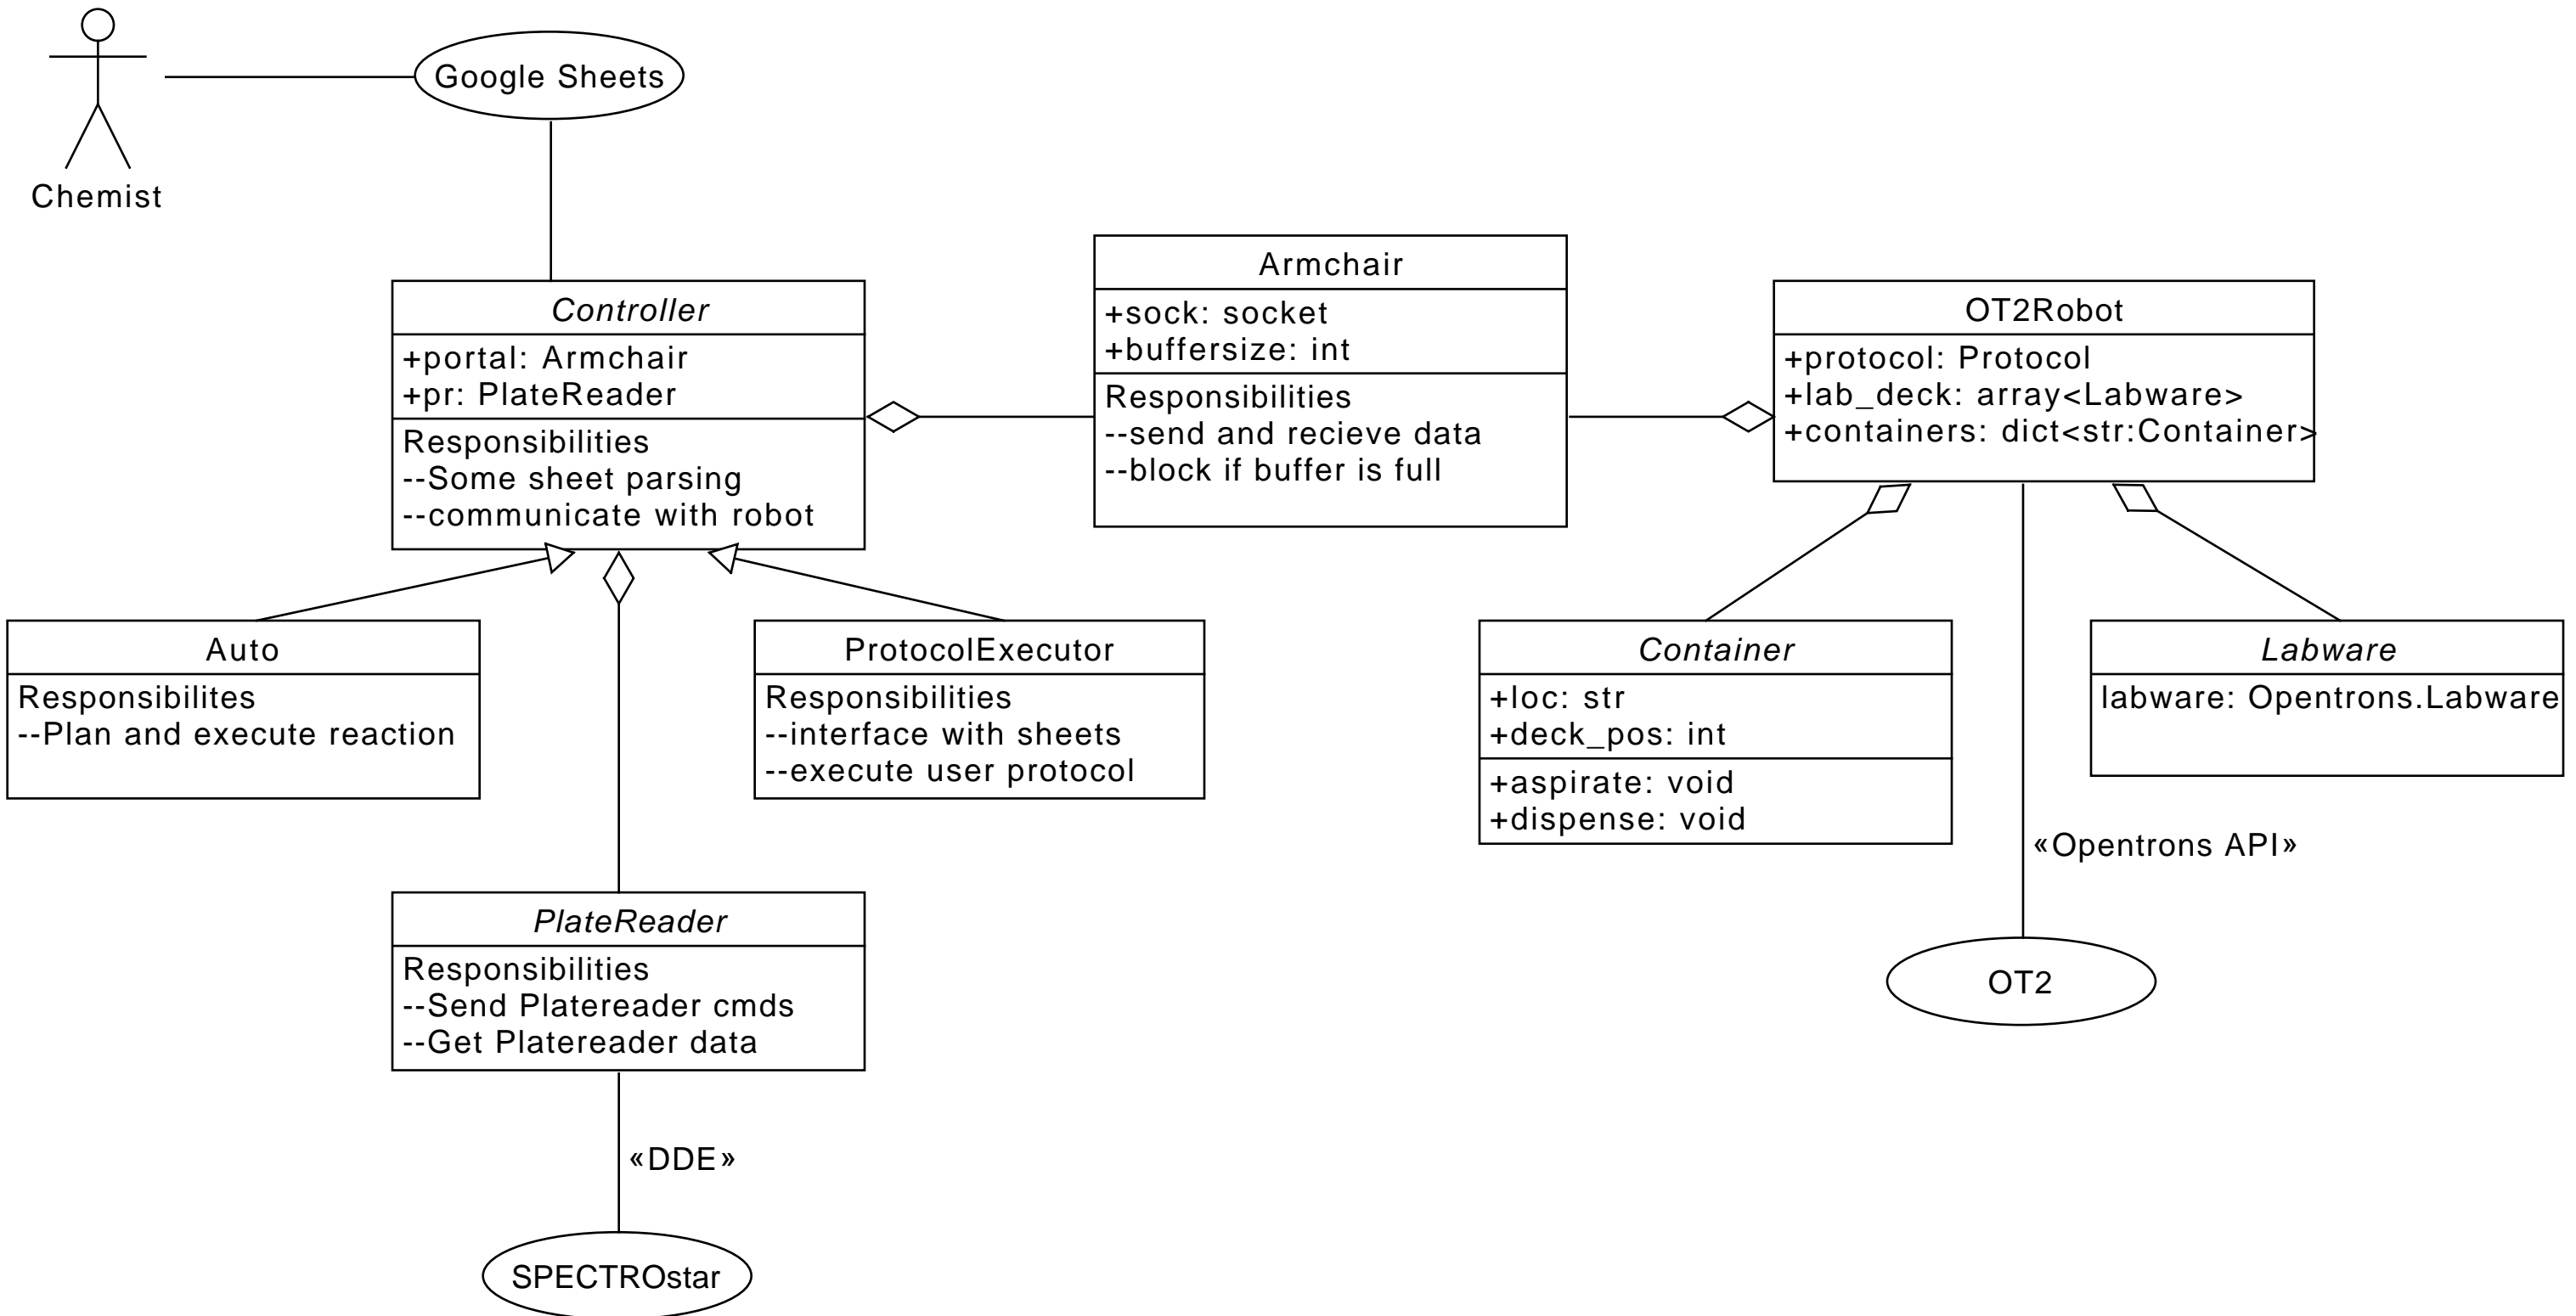 Google Sheets
Chemist
Controller
+portal: Armchair
+pr: PlateReader
Responsibilities
--Some sheet parsing
--communicate with robot
Armchair
+sock: socket
+buffersize: int
Responsibilities
--send and recieve data
--block if buffer is full
OT2Robot
+protocol: Protocol
+lab_deck: array<Labware>
+containers: dict<str:Container>
Auto
Responsibilites
--Plan and execute reaction
ProtocolExecutor
Responsibilities
--interface with sheets
--execute user protocol
Container
+loc: str
+deck_pos: int
+aspirate: void
+dispense: void
Labware
labware: Opentrons.Labware
«Opentrons API»
PlateReader
Responsibilities
--Send Platereader cmds
--Get Platereader data
OT2
«DDE»
SPECTROstar